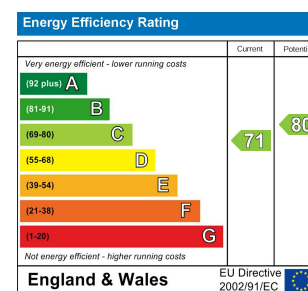 Energy Efficiency Rating
Current Potenti
Very energy efficient - lower running costs
(92 plus) A
(81-91) B
(69-80) C
71
80
(55-68) D
(39-54) E
(21-38) F
(1-20) G
Not energy efficient - higher running costs
England & Wales
EU Directive
2002/91/EC